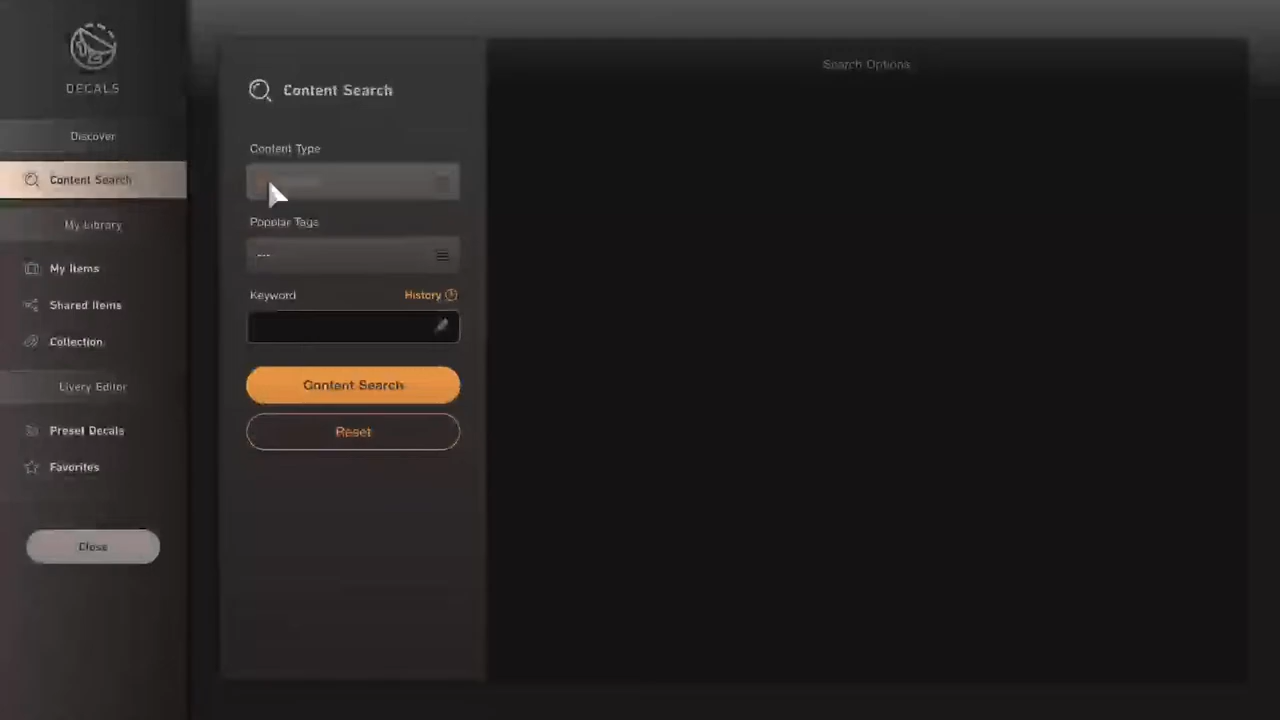 DECALS
Discover
Content Search
My Library
My Items
Shared Items
Collection
Livery Editor
Preset Decals
Favorites
Close
Content Search
Content Type
Popular Tags
---
Keyword
History
Content Search
Reset
Search Options